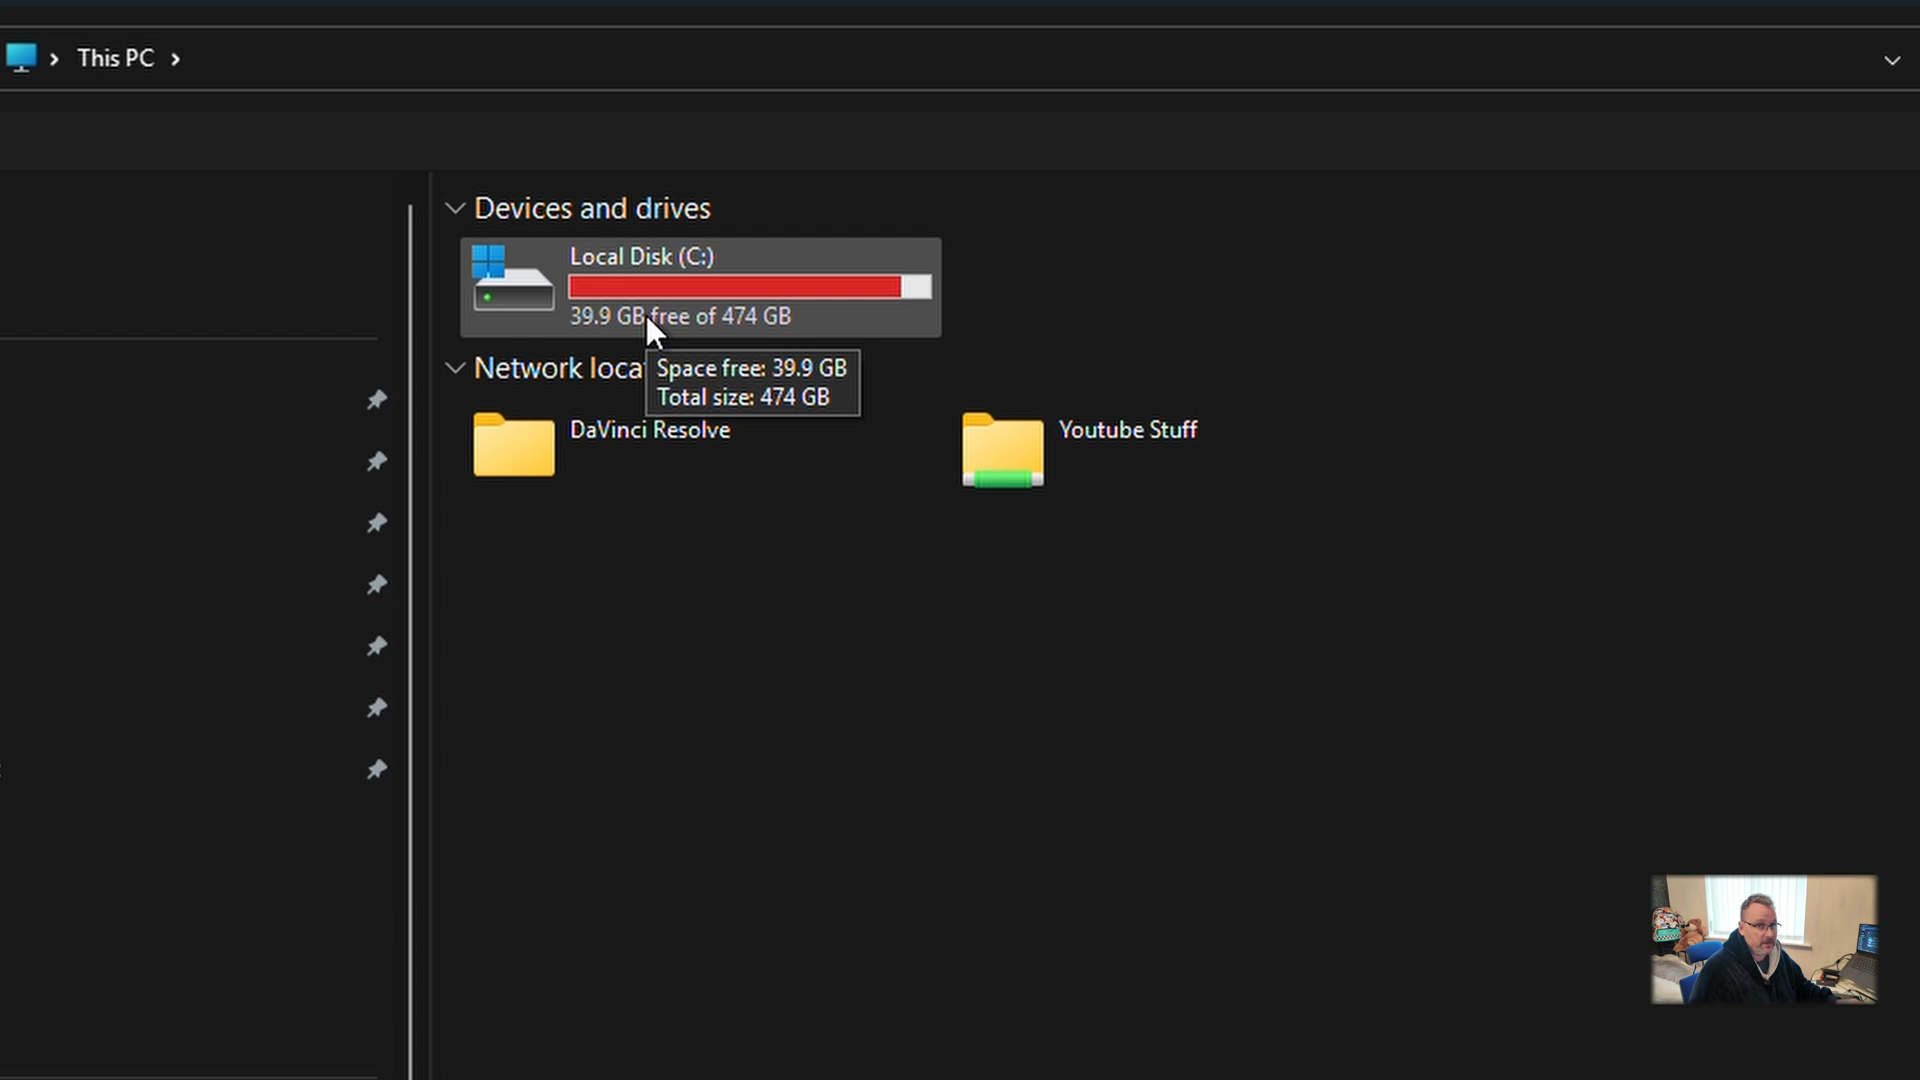 This PC
Devices and drives
Local Disk (C:)
39.9 GB free of 474 GB
Network loca
Space free: 39.9 GB
Total size: 474 GB
DaVinci Resolve
Youtube Stuff